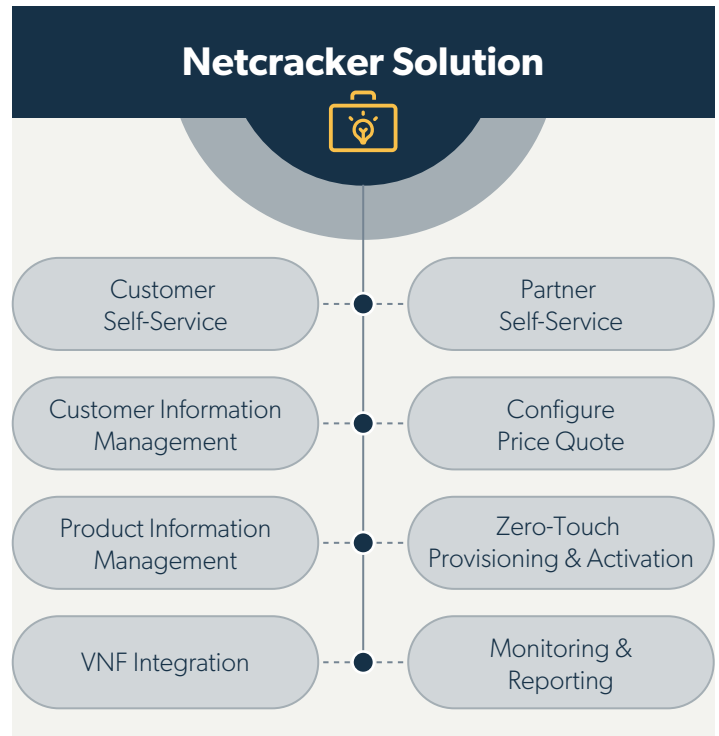 Netcracker Solution
Customer
Self-Service
Partner
Self-Service
Customer Information
Management
Configure
Price Quote
Product Information
Management
Zero-Touch
Provisioning & Activation
VNF Integration
Monitoring &
Reporting